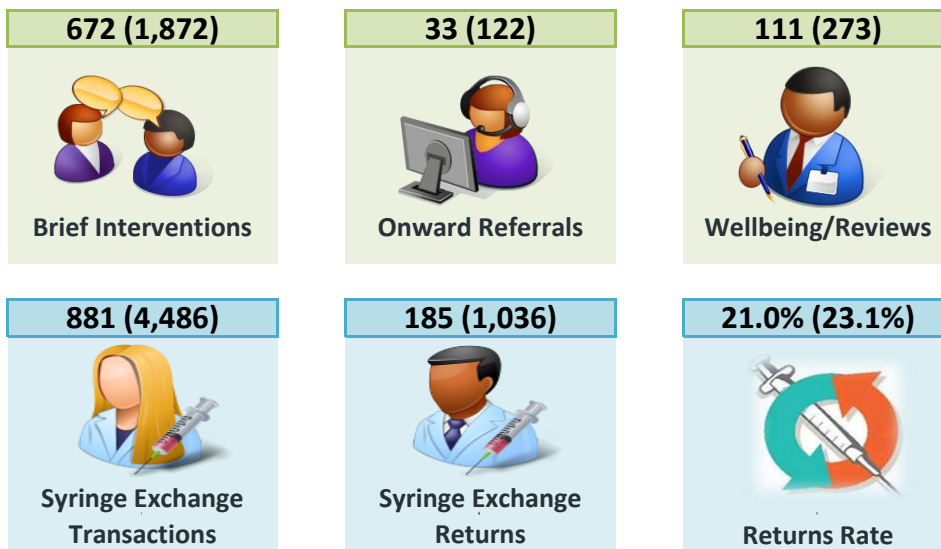 672 (1,872)
33 (122)
111 (273)
Brief Interventions
Onward Referrals
Wellbeing/Reviews
881 (4,486)
185 (1,036)
21.0% (23.1%)
Syringe Exchange
Transactions
Syringe Exchange
Returns
Returns Rate